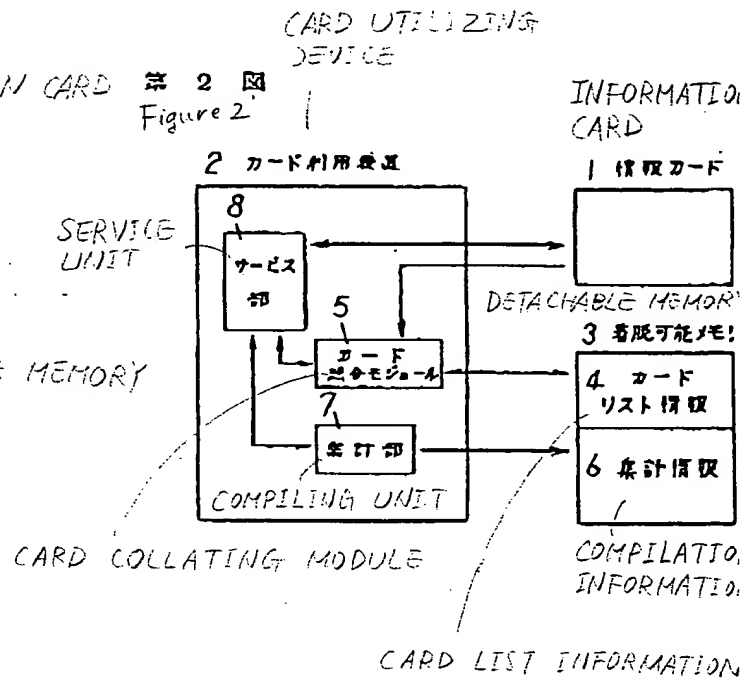 CARD UTILIZING
DEVICE
N CARD 第 2 図
Figure 2
INFORMATION
CARD
2 カード利用装置
1 情報カード
8
SERVICE
UNIT
サービス
部
DETACHABLE MEMORY
5
カード
照合モジュール
3 着脱可能メモ!
MEMORY
4 カード
リスト情報
7
集計部
6 集計情報
COMPILING UNIT
CARD COLLATING MODULE
COMPILATION
INFORMATION
CARD LIST INFORMATION